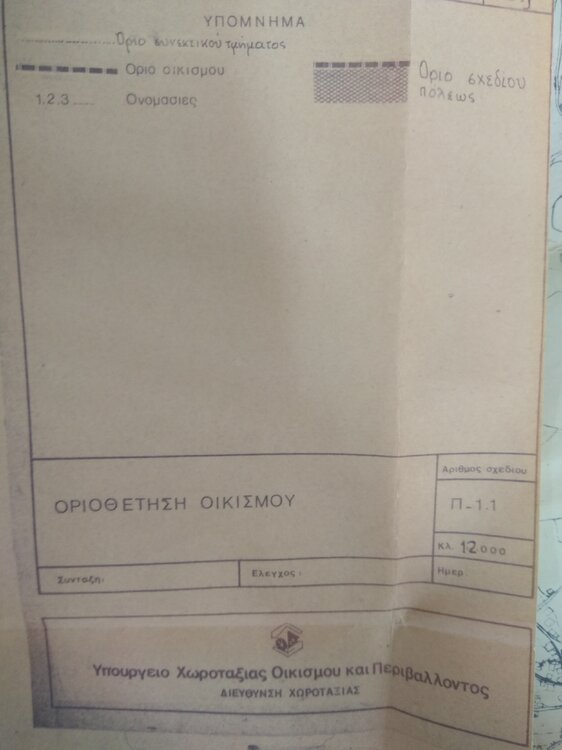 ΥΠΟΜΝΗΜΑ
Οριο συνεκτικού τμήματος
Οριο οικισμου
Οριο σχεδίου
πόλεως
1.2.3 ...... Ονομασιες
ΟΡΙΟΘΕΤΗΣΗ ΟΙΚΙΣΜΟΥ
Αριθμος σχεδιου
Π-1.1
Κλ. 12000
Συνταξη:
Ελεγχος:
Ημερ.
Υπουργειο Χωροταξιας Οικισμου και Περιβαλλοντος
ΔΙΕΥΘΥΝΣΗ ΧΩΡΟΤΑΞΙΑΣ